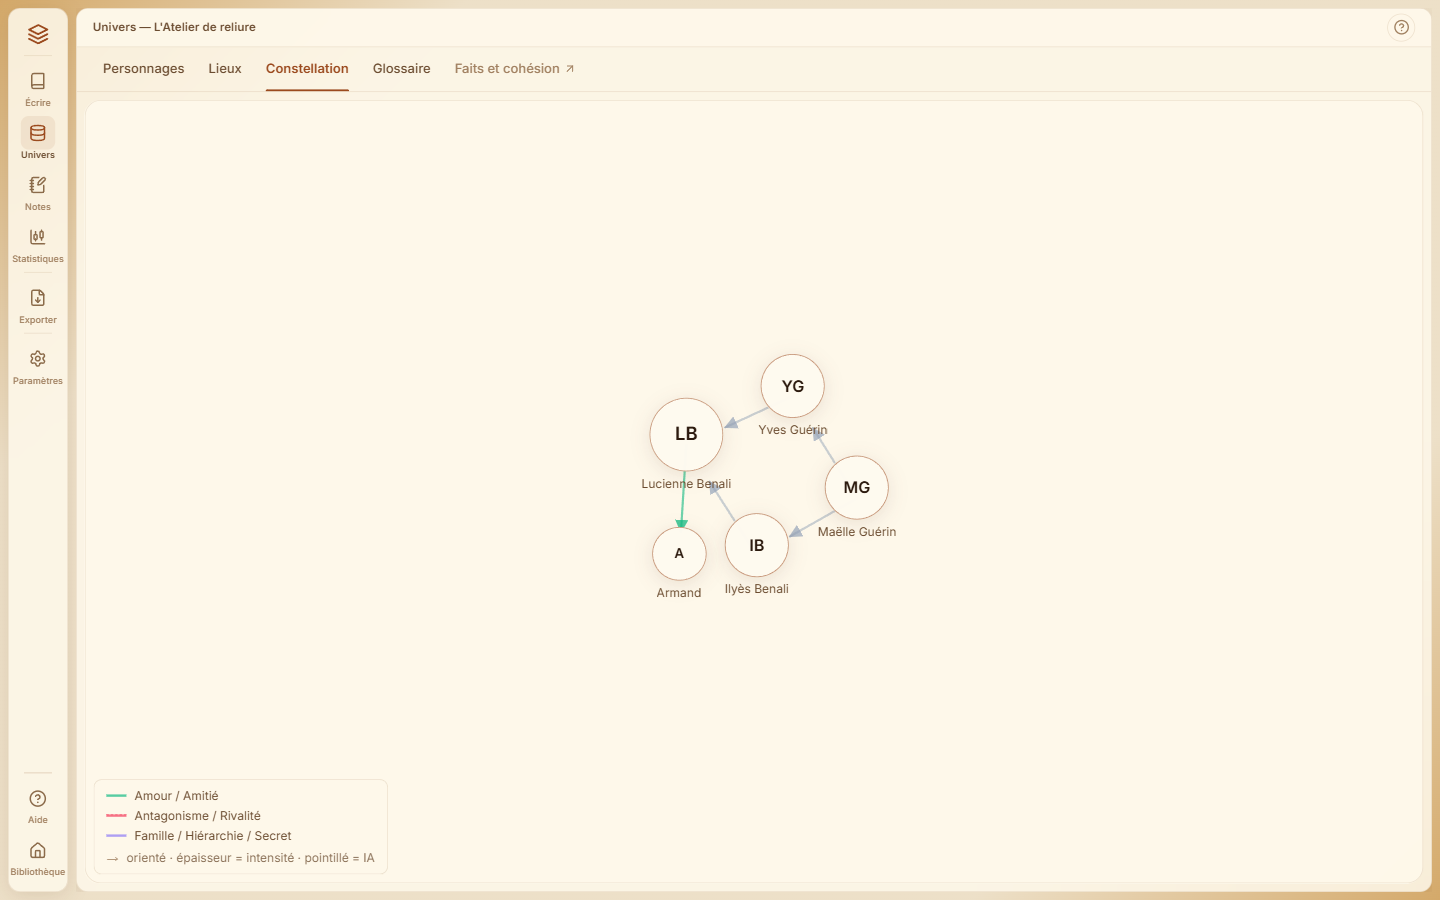 Univers — L'Atelier de reliure
Écrire
Univers
Notes
Statistiques
Exporter
Paramètres
Aide
Bibliothèque
Personnages
Lieux
Constellation
Glossaire
Faits et cohésion
YG
Yves Guérin
LB
Lucienne Benali
MG
Maëlle Guérin
IB
Ilyès Benali
A
Armand
Amour / Amitié
Antagonisme / Rivalité
Famille / Hiérarchie / Secret
→ orienté · épaisseur = intensité · pointillé = IA